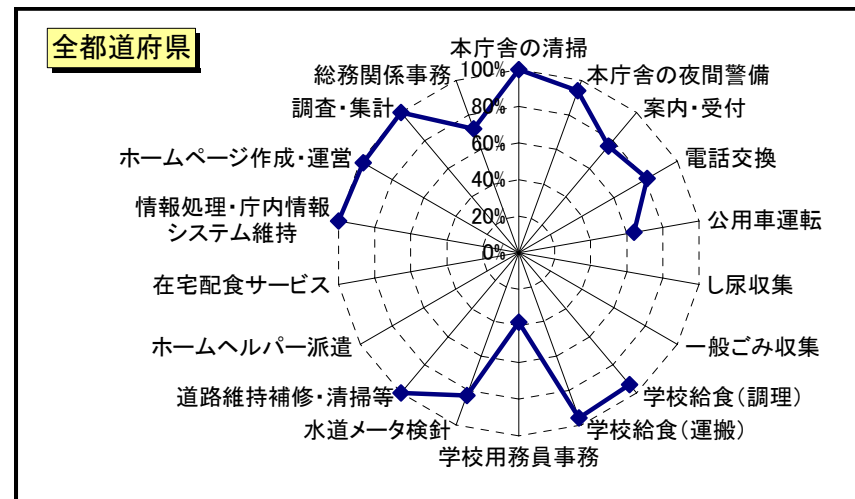 全都道府県
本庁舎の清掃
本庁舎の夜間警備
案内・受付
電話交換
公用車運転
し尿収集
一般ごみ収集
学校給食（調理）
学校給食（運搬）
学校用務員事務
水道メータ検針
道路維持補修・清掃等
ホームヘルパー派遣
在宅配食サービス
情報処理・庁内情報
システム維持
ホームページ作成・運営
調査・集計
総務関係事務
100%
80%
60%
40%
20%
0%